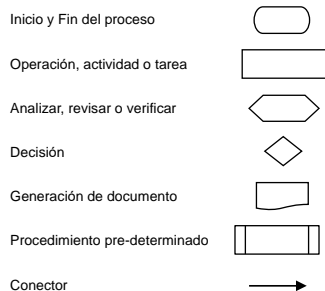 Inicio y Fin del proceso
Operación, actividad o tarea
Analizar, revisar o verificar
Decisión
Generación de documento
Procedimiento pre-determinado
Conector